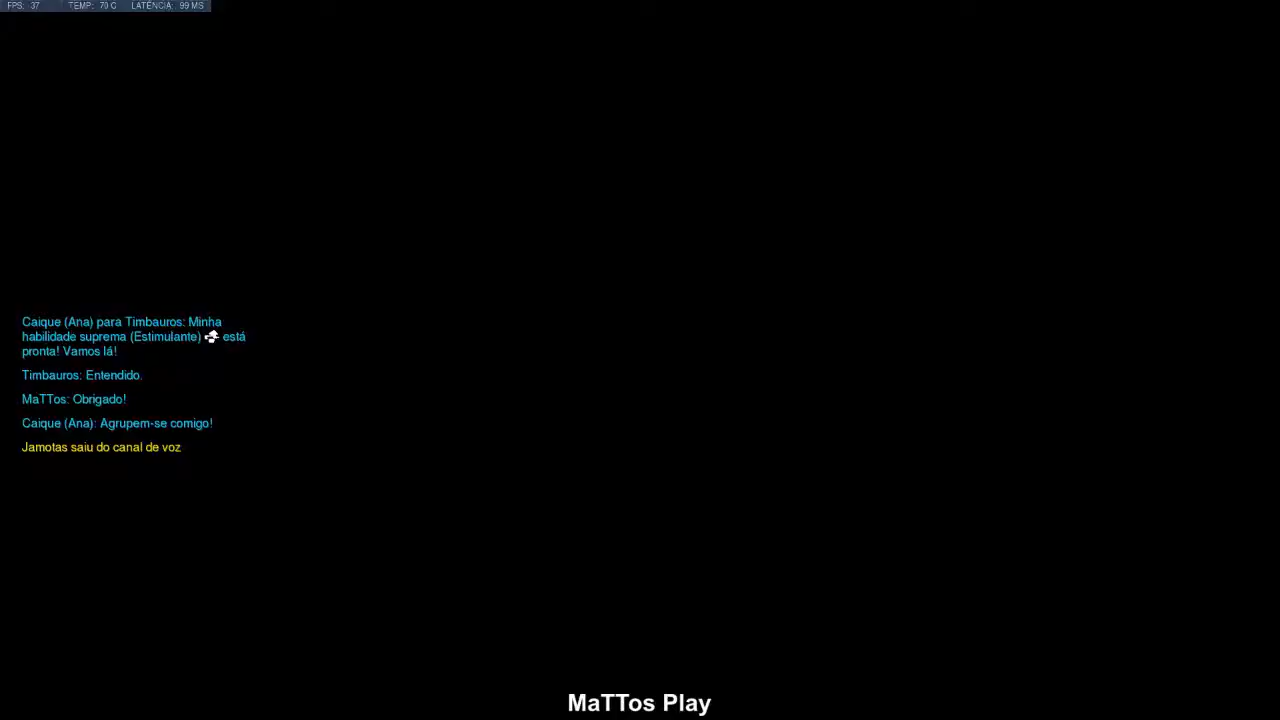 FPS: 37 TEMP: 70 C LATÊNCIA: 99 MS
Caique (Ana) para Timbauros: Minha
habilidade suprema (Estimulante) está
pronta! Vamos lá!
Timbauros: Entendido.
MaTTos: Obrigado!
Caique (Ana): Agrupem-se comigo!
Jamotas saiu do canal de voz
MaTTos Play